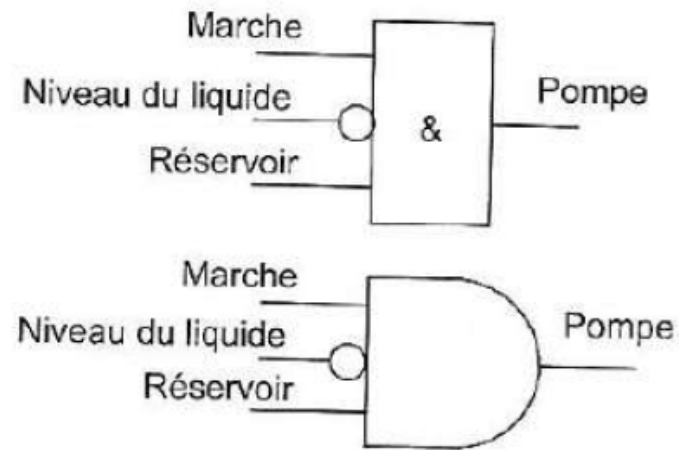 Marche
Niveau du liquide
Pompe
&
Réservoir
Marche
Niveau du liquide
Pompe
Réservoir